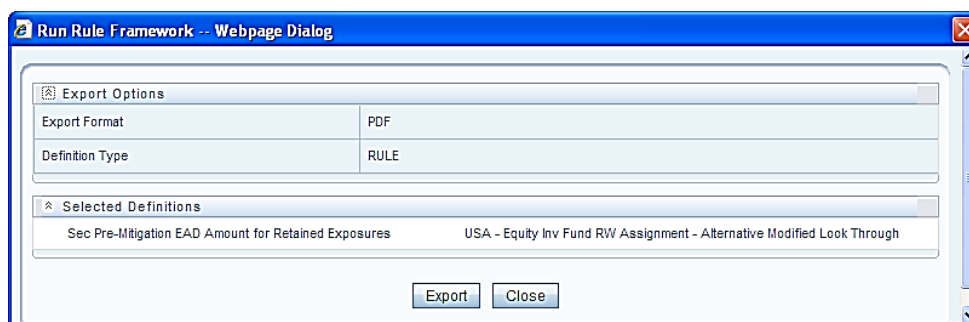 Run Rule Framework -- Webpage Dialog
Export Options
Export Format PDF
Definition Type RULE
Selected Definitions
Sec Pre-Mitigation EAD Amount for Retained Exposures USA - Equity Inv Fund RW Assignment - Alternative Modified Look Through
Export Close